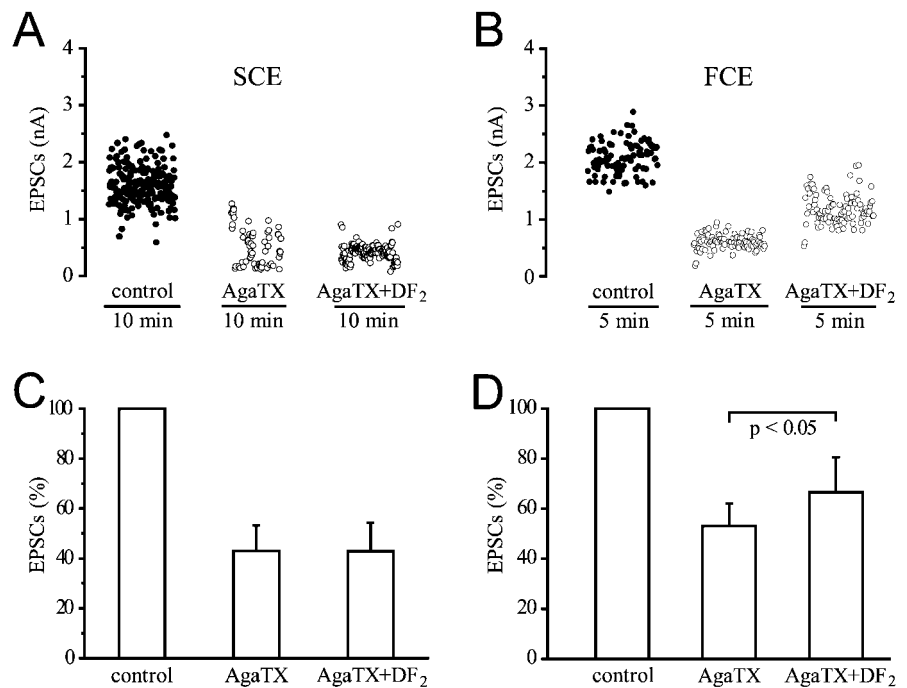 A
B
4
3
2
1
0
EPSCs (nA)
SCE
control
AgaTX
AgaTX+DF2
10 min
10 min
10 min
4
3
2
1
0
EPSCs (nA)
FCE
control
AgaTX
AgaTX+DF2
5 min
5 min
5 min
C
D
100
80
60
40
20
0
EPSCs (%)
control
AgaTX
AgaTX+DF2
100
80
60
40
20
0
EPSCs (%)
p < 0.05
control
AgaTX
AgaTX+DF2